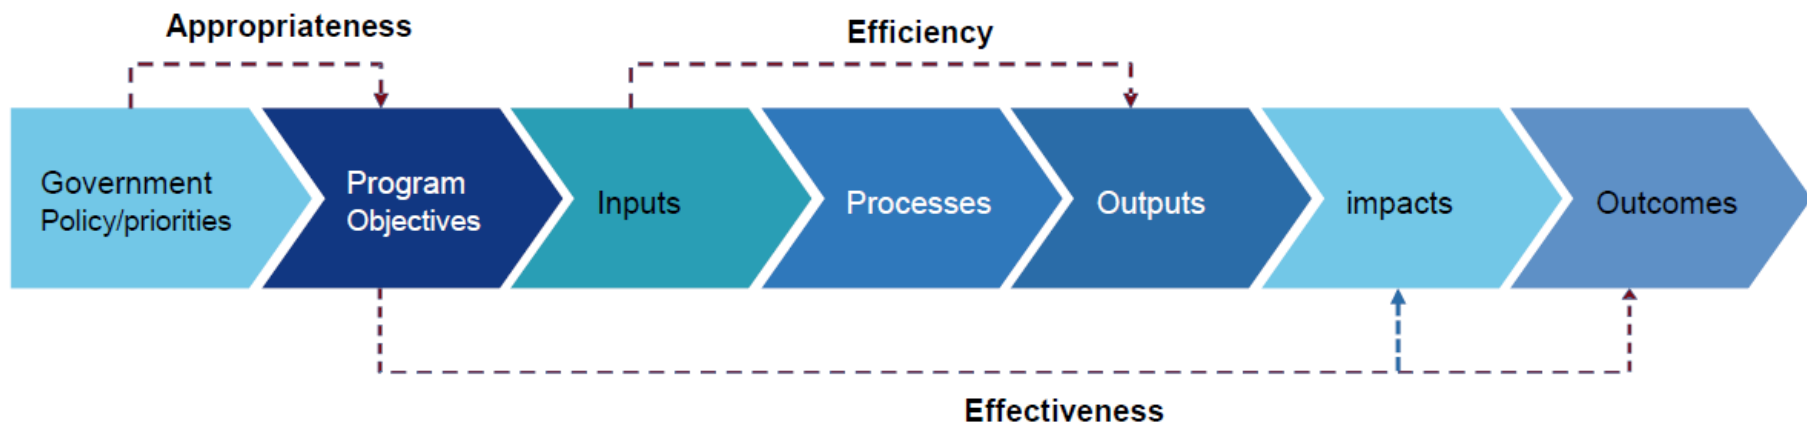 Appropriateness
Efficiency
Government
Policy/priorities
Program
Objectives
Inputs
Processes
Outputs
impacts
Outcomes
Effectiveness